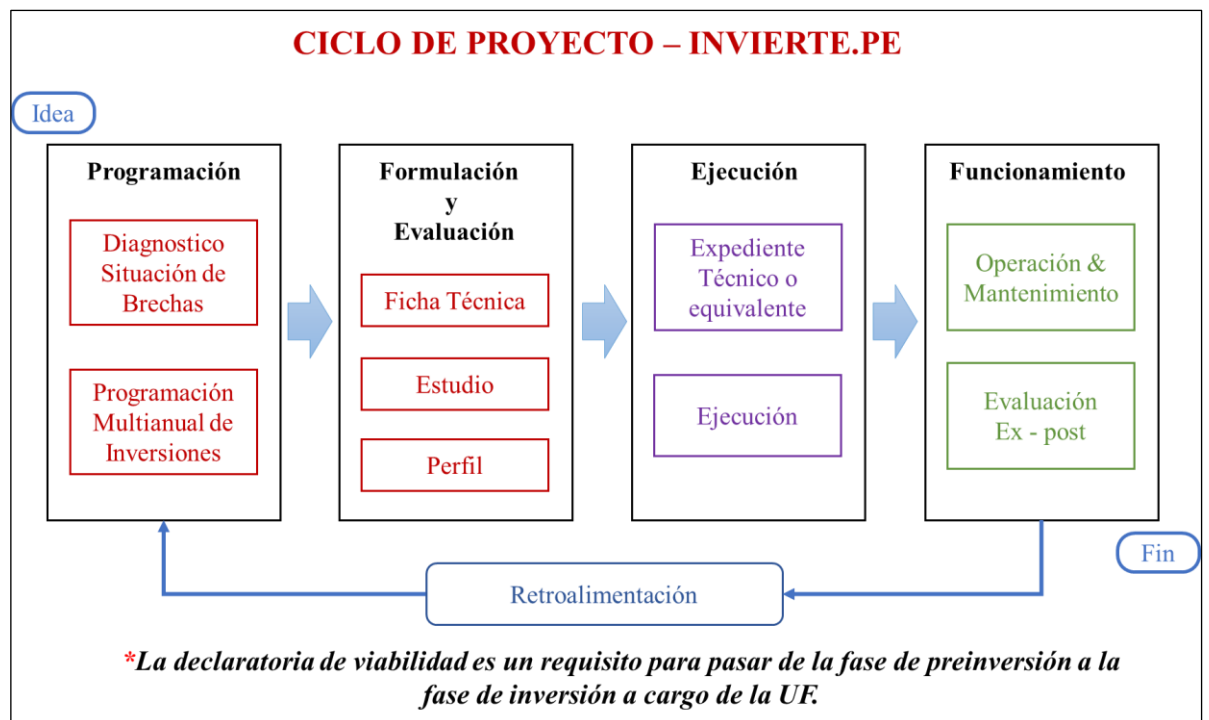 CICLO DE PROYECTO – INVIERTE.PE
Idea
Programación
Diagnostico
Situación de
Brechas
Programación
Multianual de
Inversiones
Formulación
y
Evaluación
Ficha Técnica
Estudio
Perfil
Ejecución
Expediente
Técnico o
equivalente
Ejecución
Funcionamiento
Operación &
Mantenimiento
Evaluación
Ex - post
Fin
Retroalimentación
*La declaratoria de viabilidad es un requisito para pasar de la fase de preinversión a la
fase de inversión a cargo de la UF.